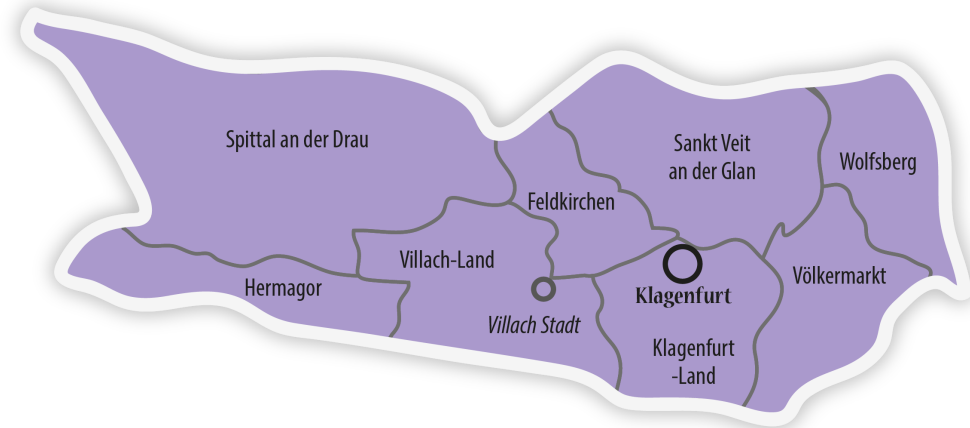 Spittal an der Drau
Sankt Veit
an der Glan
Wolfsberg
Feldkirchen
Villach-Land
Hermagor
Völkermarkt
Klagenfurt
Villach Stadt
Klagenfurt
-Land